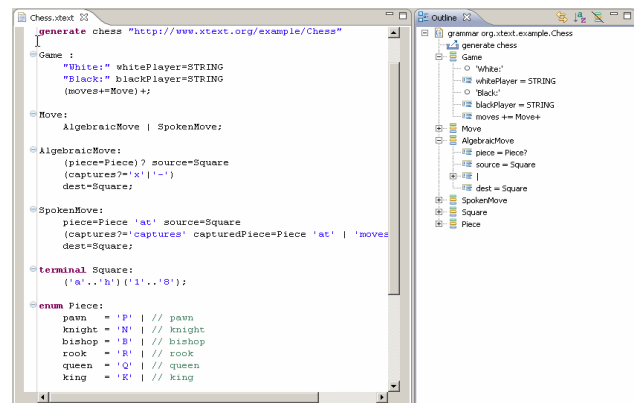 Chess.xtext
generate chess "http://www.xtext.org/example/Chess"
Game :
"White:" whitePlayer=STRING
"Black:" blackPlayer=STRING
(moves+=Move)+;
Move:
AlgebraicMove | SpokenMove;
AlgebraicMove:
(piece=Piece)? source=Square
(captures?='x'|'-')
dest=Square;
SpokenMove:
piece=Piece 'at' source=Square
(captures?='captures' capturedPiece=Piece 'at' | 'moves
dest=Square;
terminal Square:
('a'..'h')('1'..'8');
enum Piece:
pawn = 'P' | // pawn
knight = 'N' | // knight
bishop = 'B' | // bishop
rook = 'R' | // rook
queen = 'Q' | // queen
king = 'K' | // king
Outline
grammar org.xtext.example.Chess
generate chess
Game
'White:'
whitePlayer = STRING
'Black:'
blackPlayer = STRING
moves += Move+
Move
AlgebraicMove
piece = Piece?
source = Square
|
dest = Square
SpokenMove
Square
Piece